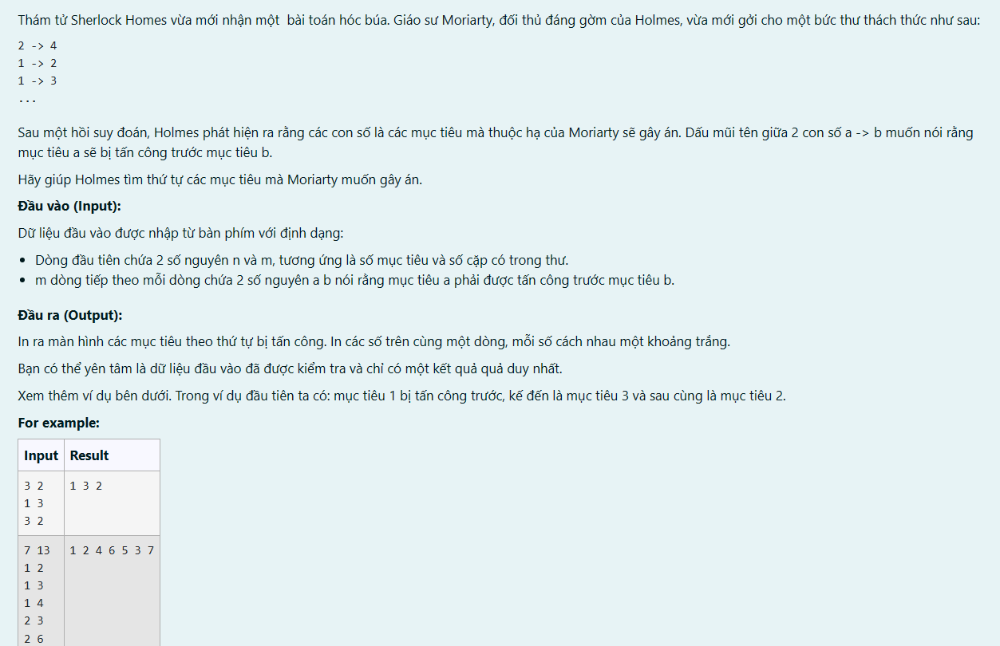 Thám tử Sherlock Homes vừa mới nhận một bài toán hóc búa. Giáo sư Moriarty, đối thủ đáng gờm của Holmes, vừa mới gởi cho một bức thư thách thức như sau:
2 -> 4
1 -> 2
1 -> 3
...
Sau một hồi suy đoán, Holmes phát hiện ra rằng các con số là các mục tiêu mà thuộc hạ của Moriarty sẽ gây án. Dấu mũi tên giữa 2 con số a -> b muốn nói rằng
mục tiêu a sẽ bị tấn công trước mục tiêu b.
Hãy giúp Holmes tìm thứ tự các mục tiêu mà Moriarty muốn gây án.
Đầu vào (Input):
Dữ liệu đầu vào được nhập từ bàn phím với định dạng:
• Dòng đầu tiên chứa 2 số nguyên n và m, tương ứng là số mục tiêu và số cặp có trong thư.
• m dòng tiếp theo mỗi dòng chứa 2 số nguyên a b nói rằng mục tiêu a phải được tấn công trước mục tiêu b.
Đầu ra (Output):
In ra màn hình các mục tiêu theo thứ tự bị tấn công. In các số trên cùng một dòng, mỗi số cách nhau một khoảng trắng.
Bạn có thể yên tâm là dữ liệu đầu vào đã được kiểm tra và chỉ có một kết quả quả duy nhất.
Xem thêm ví dụ bên dưới. Trong ví dụ đầu tiên ta có: mục tiêu 1 bị tấn công trước, kế đến là mục tiêu 3 và sau cùng là mục tiêu 2.
For example:
Input Result
3 2 1 3 2
1 3
3 2
7 13 1 2 4 6 5 3 7
1 2
1 3
1 4
2 3
2 6